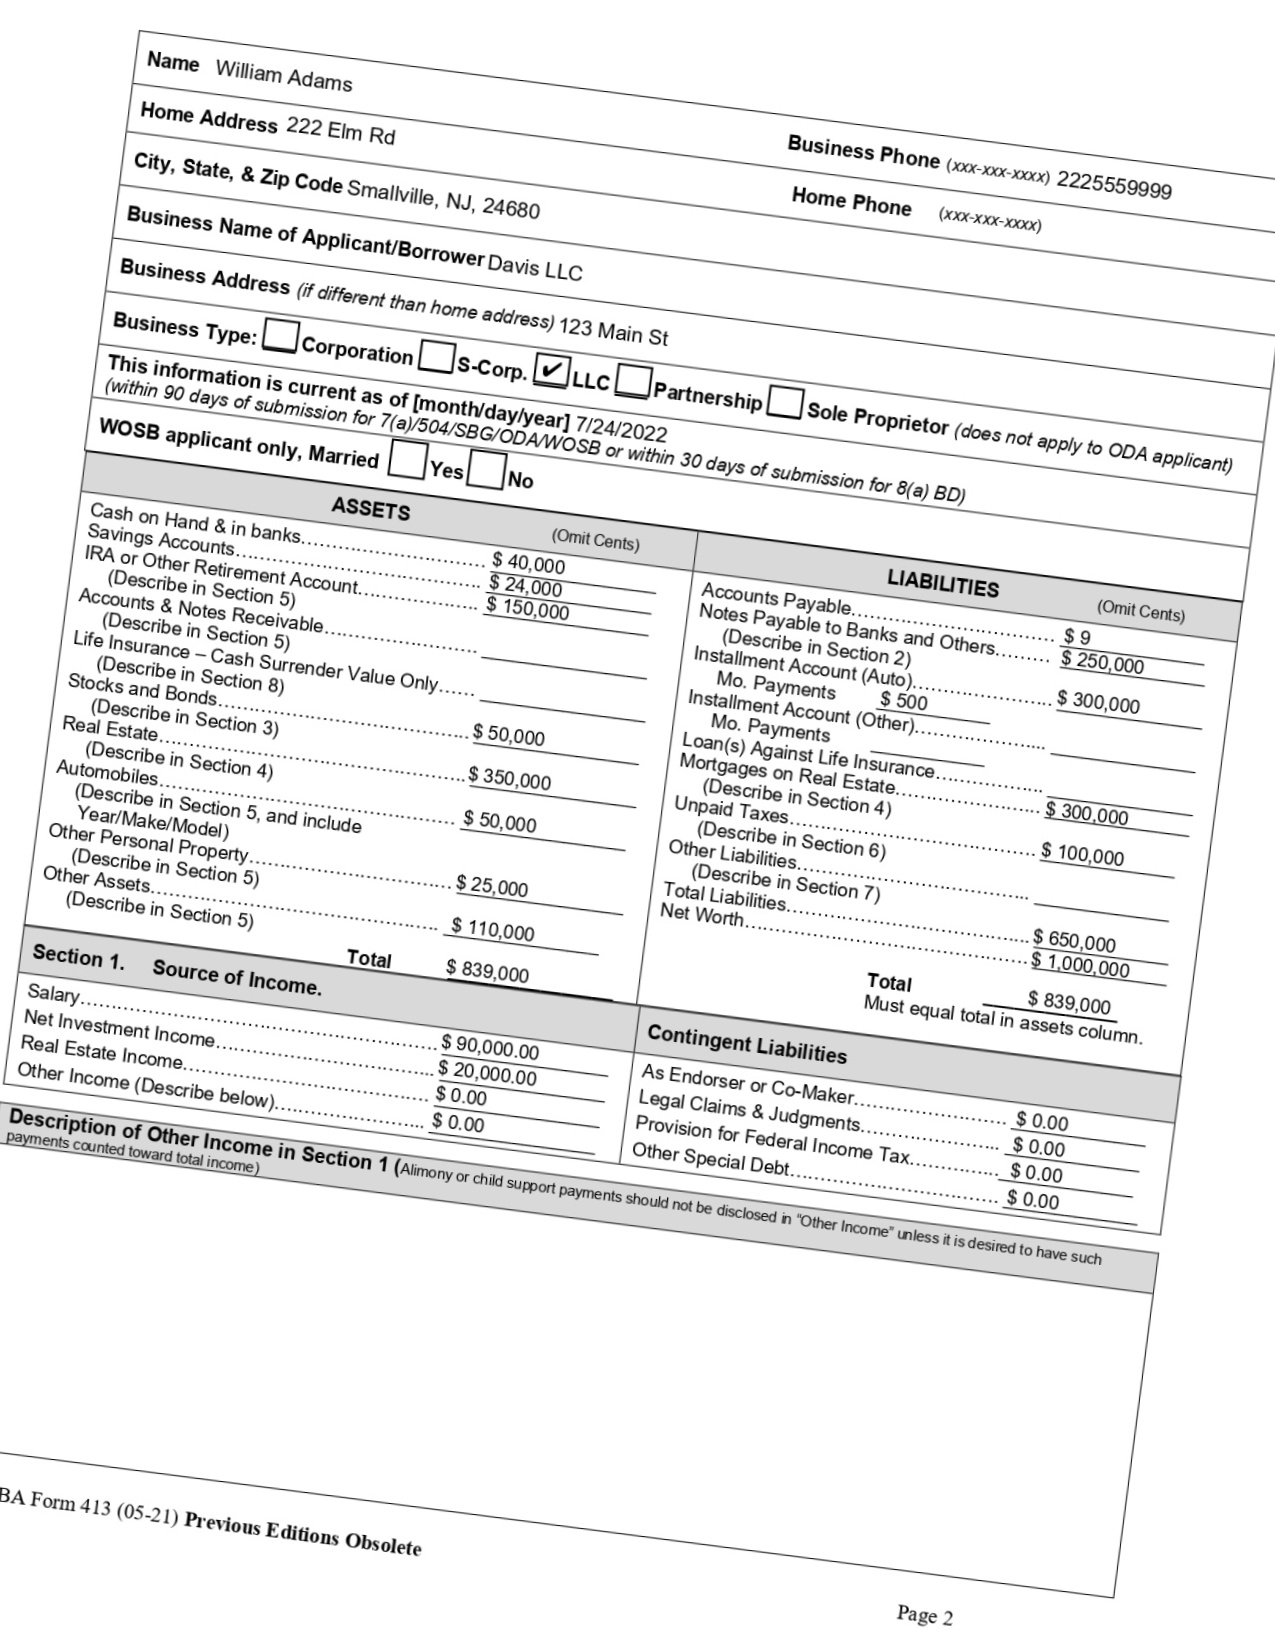 Name William Adams
Business Phone (xxx-xxx-xxxx) 2225559999
Home Address 222 Elm Rd
Home Phone (xxx-xxx-xxxx)
City, State, & Zip Code Smallville, NJ, 24680
Business Name of Applicant/Borrower Davis LLC
Business Address (if different than home address) 123 Main St
Business Type: Corporation S-Corp. ✔ LLC Partnership Sole Proprietor (does not apply to ODA applicant)
This information is current as of [month/day/year] 7/24/2022
(within 90 days of submission for 7(a)/504/SBG/ODA/WOSB or within 30 days of submission for 8(a) BD)
WOSB applicant only, Married Yes No
ASSETS (Omit Cents)
Cash on Hand & in banks.............................. $ 40,000
Savings Accounts........................................ $ 24,000
IRA or Other Retirement Account................... $ 150,000
(Describe in Section 5)
Accounts & Notes Receivable........................
(Describe in Section 5)
Life Insurance – Cash Surrender Value Only......
(Describe in Section 8)
Stocks and Bonds......................................... $ 50,000
(Describe in Section 3)
Real Estate.................................................. $ 350,000
(Describe in Section 4)
Automobiles................................................ $ 50,000
(Describe in Section 5, and include
Year/Make/Model)
Other Personal Property................................ $ 25,000
(Describe in Section 5)
Other Assets............................................... $ 110,000
(Describe in Section 5)
Total $ 839,000
LIABILITIES (Omit Cents)
Accounts Payable................................. $ 9
Notes Payable to Banks and Others......... $ 250,000
(Describe in Section 2)
Installment Account (Auto)...................... $ 300,000
Mo. Payments $ 500
Installment Account (Other).....................
Mo. Payments
Loan(s) Against Life Insurance..................
Mortgages on Real Estate....................... $ 300,000
(Describe in Section 4)
Unpaid Taxes........................................ $ 100,000
(Describe in Section 6)
Other Liabilities......................................
(Describe in Section 7)
Total Liabilities........................................ $ 650,000
Net Worth.............................................. $ 1,000,000
Total $ 839,000
Must equal total in assets column.
Section 1. Source of Income.
Salary.......................................................... $ 90,000.00
Net Investment Income.................................... $ 20,000.00
Real Estate Income........................................ $ 0.00
Other Income (Describe below)........................ $ 0.00
Contingent Liabilities
As Endorser or Co-Maker......................... $ 0.00
Legal Claims & Judgments....................... $ 0.00
Provision for Federal Income Tax.............. $ 0.00
Other Special Debt.................................. $ 0.00
Description of Other Income in Section 1 (Alimony or child support payments should not be disclosed in "Other Income" unless it is desired to have such
payments counted toward total income)
BA Form 413 (05-21) Previous Editions Obsolete
Page 2